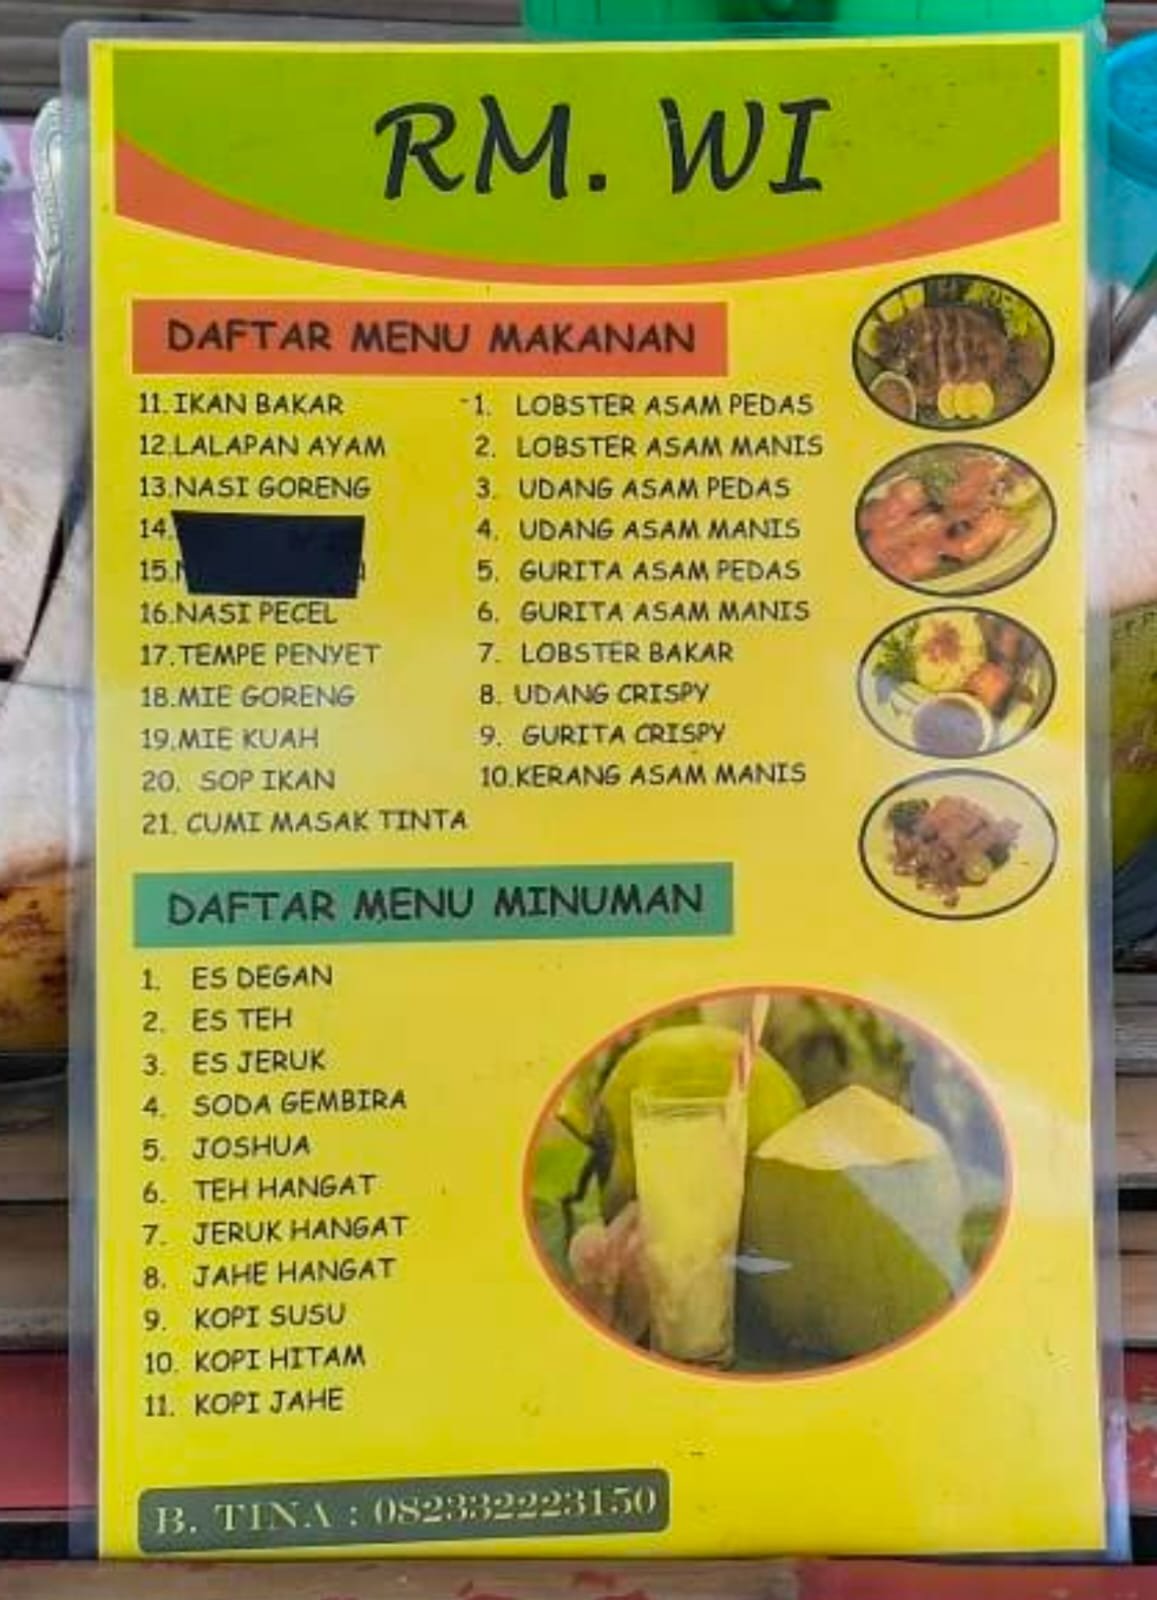 RM. WI
DAFTAR MENU MAKANAN
11. IKAN BAKAR
12. LALAPAN AYAM
13. NASI GORENG
14.
15.
16. NASI PECEL
17. TEMPE PENYET
18. MIE GORENG
19. MIE KUAH
20. SOP IKAN
21. CUMI MASAK TINTA
1. LOBSTER ASAM PEDAS
2. LOBSTER ASAM MANIS
3. UDANG ASAM PEDAS
4. UDANG ASAM MANIS
5. GURITA ASAM PEDAS
6. GURITA ASAM MANIS
7. LOBSTER BAKAR
8. UDANG CRISPY
9. GURITA CRISPY
10. KERANG ASAM MANIS
DAFTAR MENU MINUMAN
1. ES DEGAN
2. ES TEH
3. ES JERUK
4. SODA GEMBIRA
5. JOSHUA
6. TEH HANGAT
7. JERUK HANGAT
8. JAHE HANGAT
9. KOPI SUSU
10. KOPI HITAM
11. KOPI JAHE
B. TINA : 082332223150